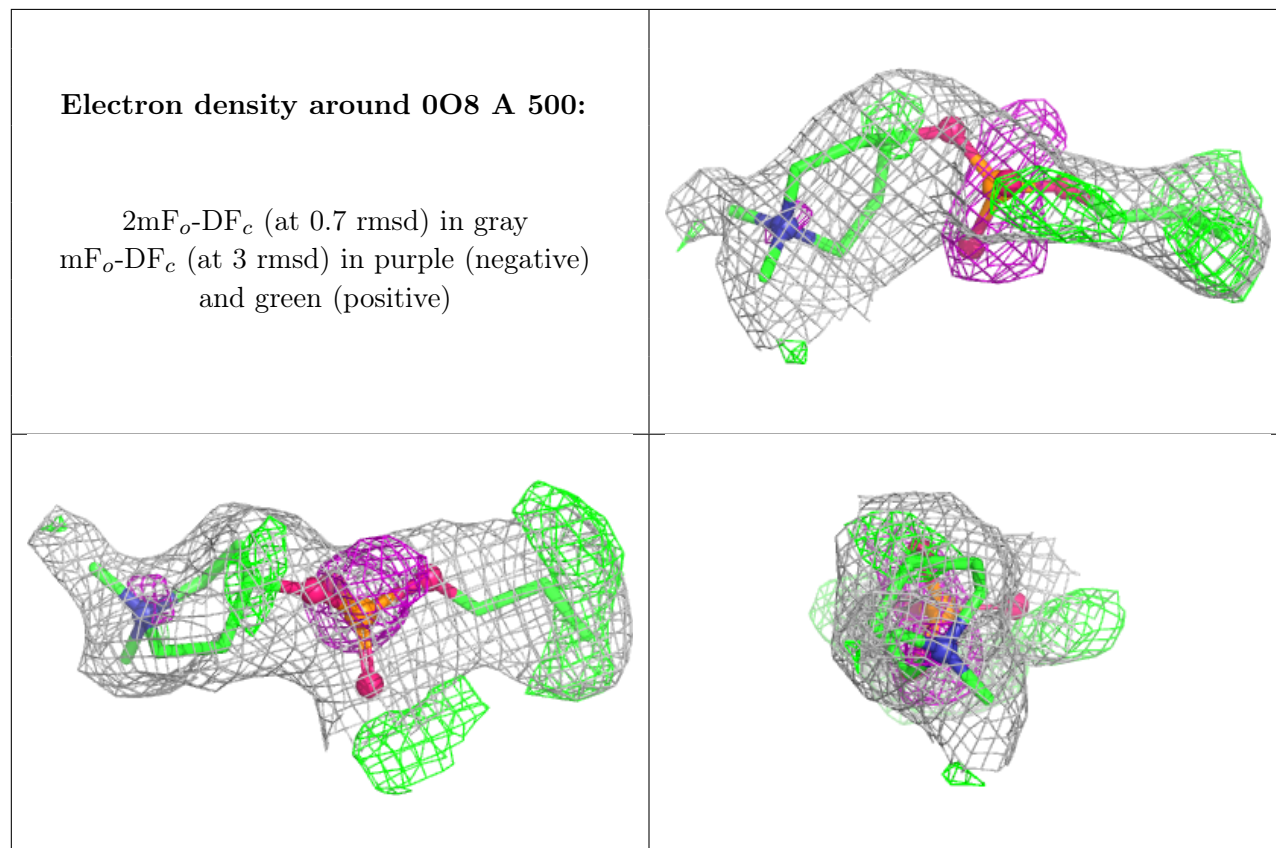 Electron density around 0O8 A 500:
2mFo-DFc (at 0.7 rmsd) in gray
mFo-DFc (at 3 rmsd) in purple (negative)
and green (positive)